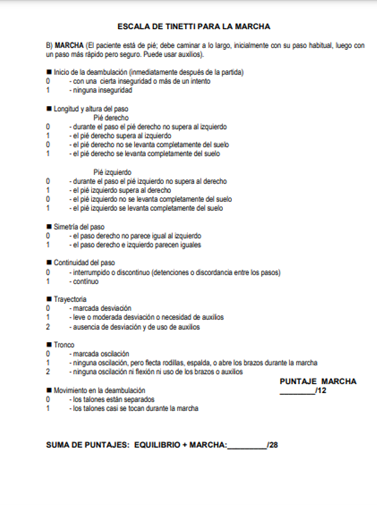 ESCALA DE TINETTI PARA LA MARCHA
B) MARCHA (El paciente está de pié; debe caminar a lo largo, inicialmente con su paso habitual, luego con
un paso más rápido pero seguro. Puede usar auxilios).
■ Inicio de la deambulación (inmediatamente después de la partida)
0 - con una cierta inseguridad o más de un intento
1 - ninguna inseguridad
■ Longitud y altura del paso
Pié derecho
0 - durante el paso el pié derecho no supera al izquierdo
1 - el pié derecho supera al izquierdo
0 - el pié derecho no se levanta completamente del suelo
1 - el pié derecho se levanta completamente del suelo
Pié izquierdo
0 - durante el paso el pié izquierdo no supera al derecho
1 - el pié izquierdo supera al derecho
0 - el pié izquierdo no se levanta completamente del suelo
1 - el pié izquierdo se levanta completamente del suelo
■ Simetría del paso
0 - el paso derecho no parece igual al izquierdo
1 - el paso derecho e izquierdo parecen iguales
■ Continuidad del paso
0 - interrumpido o discontinuo (detenciones o discordancia entre los pasos)
1 - continuo
■ Trayectoria
0 - marcada desviación
1 - leve o moderada desviación o necesidad de auxilios
2 - ausencia de desviación y de uso de auxilios
■ Tronco
0 - marcada oscilación
1 - ninguna oscilación, pero flecta rodillas, espalda, o abre los brazos durante la marcha
2 - ninguna oscilación ni flexión ni uso de los brazos o auxilios
PUNTAJE MARCHA
________/12
■ Movimiento en la deambulación
0 - los talones están separados
1 - los talones casi se tocan durante la marcha
SUMA DE PUNTAJES: EQUILIBRIO + MARCHA:_________/28